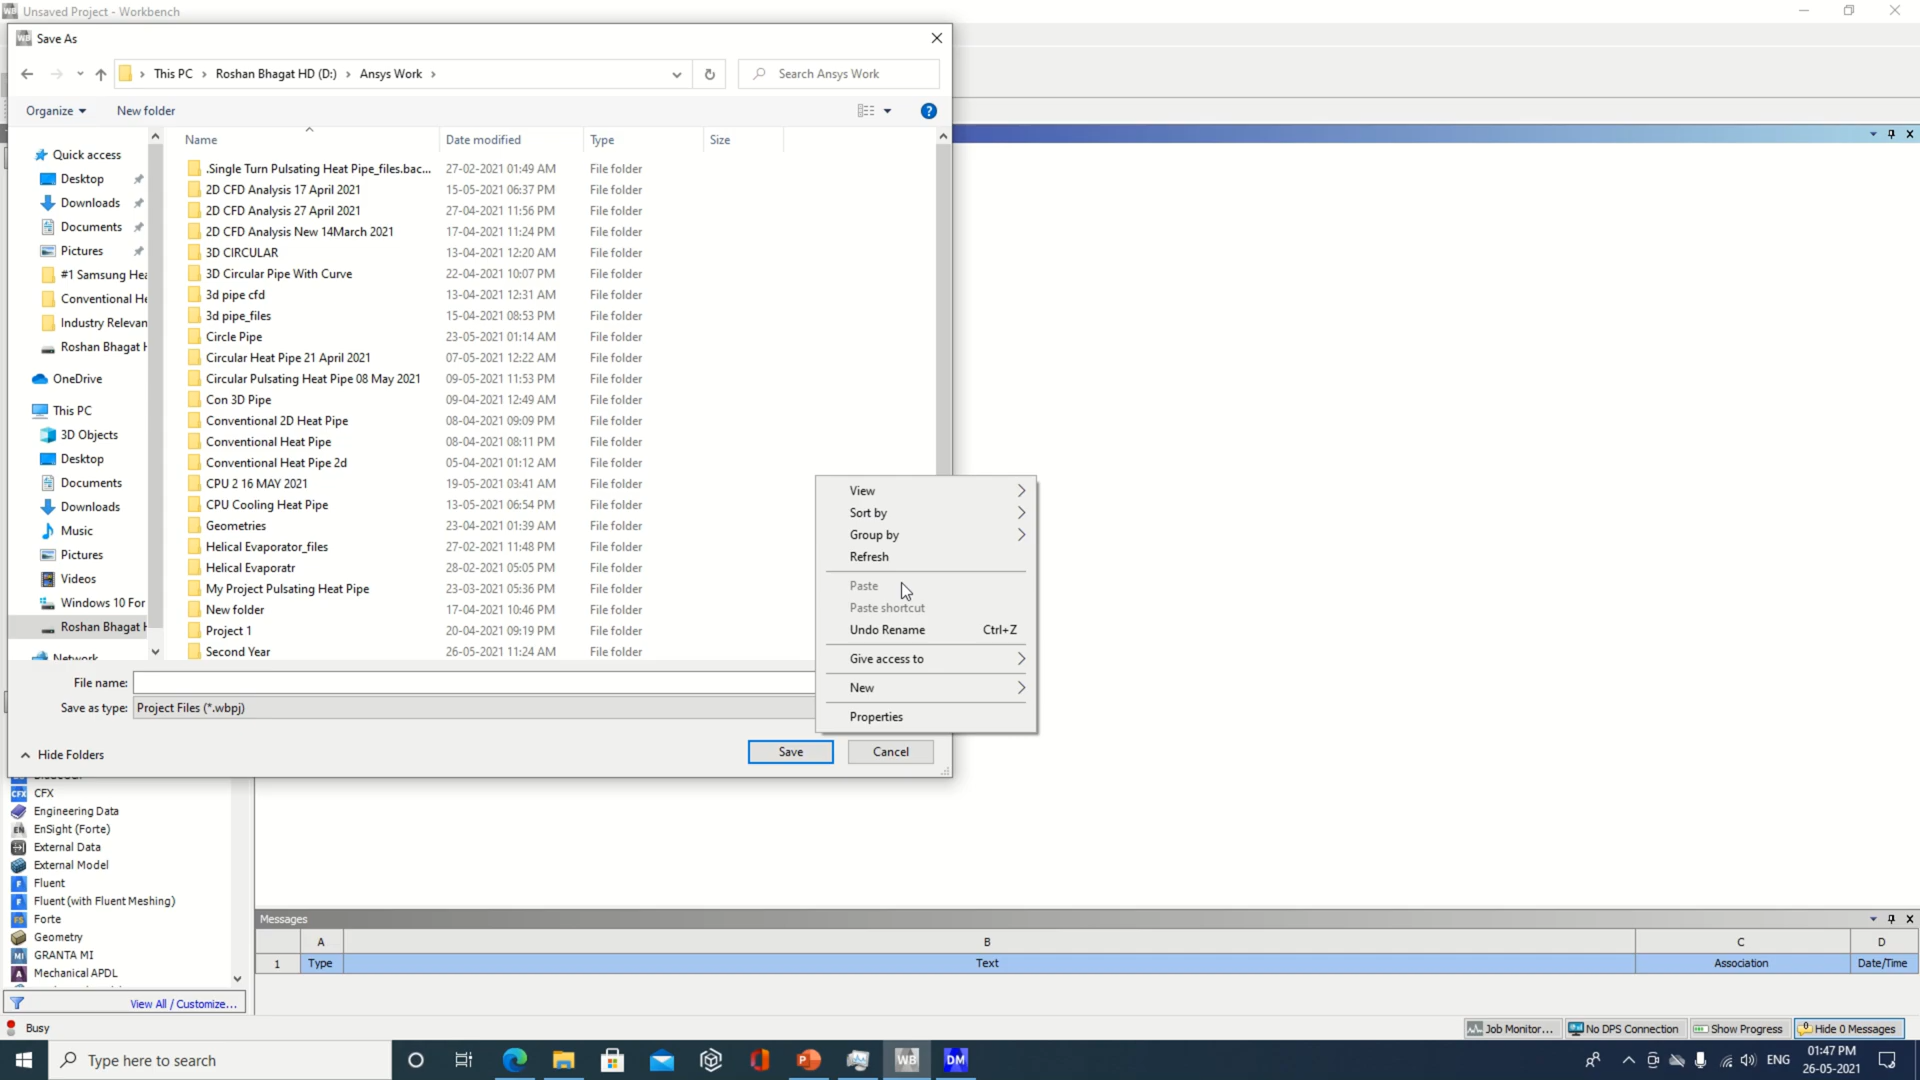 Unsaved Project - Workbench
Save As
This PC > Roshan Bhagat HD (D:) > Ansys Work >
Search Ansys Work
Organize
New folder
Name Date modified Type Size
Quick access
Desktop
Downloads
Documents
Pictures
#1 Samsung Hea
Conventional He
Industry Relevan
Roshan Bhagat H
OneDrive
This PC
3D Objects
Desktop
Documents
Downloads
Music
Pictures
Videos
Windows 10 For
Roshan Bhagat H
Network
.Single Turn Pulsating Heat Pipe_files.bac... 27-02-2021 01:49 AM File folder
2D CFD Analysis 17 April 2021 15-05-2021 06:37 PM File folder
2D CFD Analysis 27 April 2021 27-04-2021 11:56 PM File folder
2D CFD Analysis New 14March 2021 17-04-2021 11:24 PM File folder
3D CIRCULAR 13-04-2021 12:20 AM File folder
3D Circular Pipe With Curve 22-04-2021 10:07 PM File folder
3d pipe cfd 13-04-2021 12:31 AM File folder
3d pipe_files 15-04-2021 08:53 PM File folder
Circle Pipe 23-05-2021 01:14 AM File folder
Circular Heat Pipe 21 April 2021 07-05-2021 12:22 AM File folder
Circular Pulsating Heat Pipe 08 May 2021 09-05-2021 11:53 PM File folder
Con 3D Pipe 09-04-2021 12:49 AM File folder
Conventional 2D Heat Pipe 08-04-2021 09:09 PM File folder
Conventional Heat Pipe 08-04-2021 08:11 PM File folder
Conventional Heat Pipe 2d 05-04-2021 01:12 AM File folder
CPU 2 16 MAY 2021 19-05-2021 03:41 AM File folder
CPU Cooling Heat Pipe 13-05-2021 06:54 PM File folder
Geometries 23-04-2021 01:39 AM File folder
Helical Evaporator_files 27-02-2021 11:48 PM File folder
Helical Evaporatr 28-02-2021 05:05 PM File folder
My Project Pulsating Heat Pipe 23-03-2021 05:36 PM File folder
New folder 17-04-2021 10:46 PM File folder
Project 1 20-04-2021 09:19 PM File folder
Second Year 26-05-2021 11:24 AM File folder
View
Sort by
Group by
Refresh
Paste
Paste shortcut
Undo Rename Ctrl+Z
Give access to
New
Properties
File name:
Save as type: Project Files (*.wbpj)
Hide Folders
Save
Cancel
CFX
Engineering Data
EnSight (Forte)
External Data
External Model
Fluent
Fluent (with Fluent Meshing)
Forte
Geometry
GRANTA MI
Mechanical APDL
View All / Customize...
Messages
A B C D
1 Type Text Association Date/Time
Busy
Job Monitor...
No DPS Connection
Show Progress
Hide 0 Messages
Type here to search
WB
DM
ENG
01:47 PM
26-05-2021